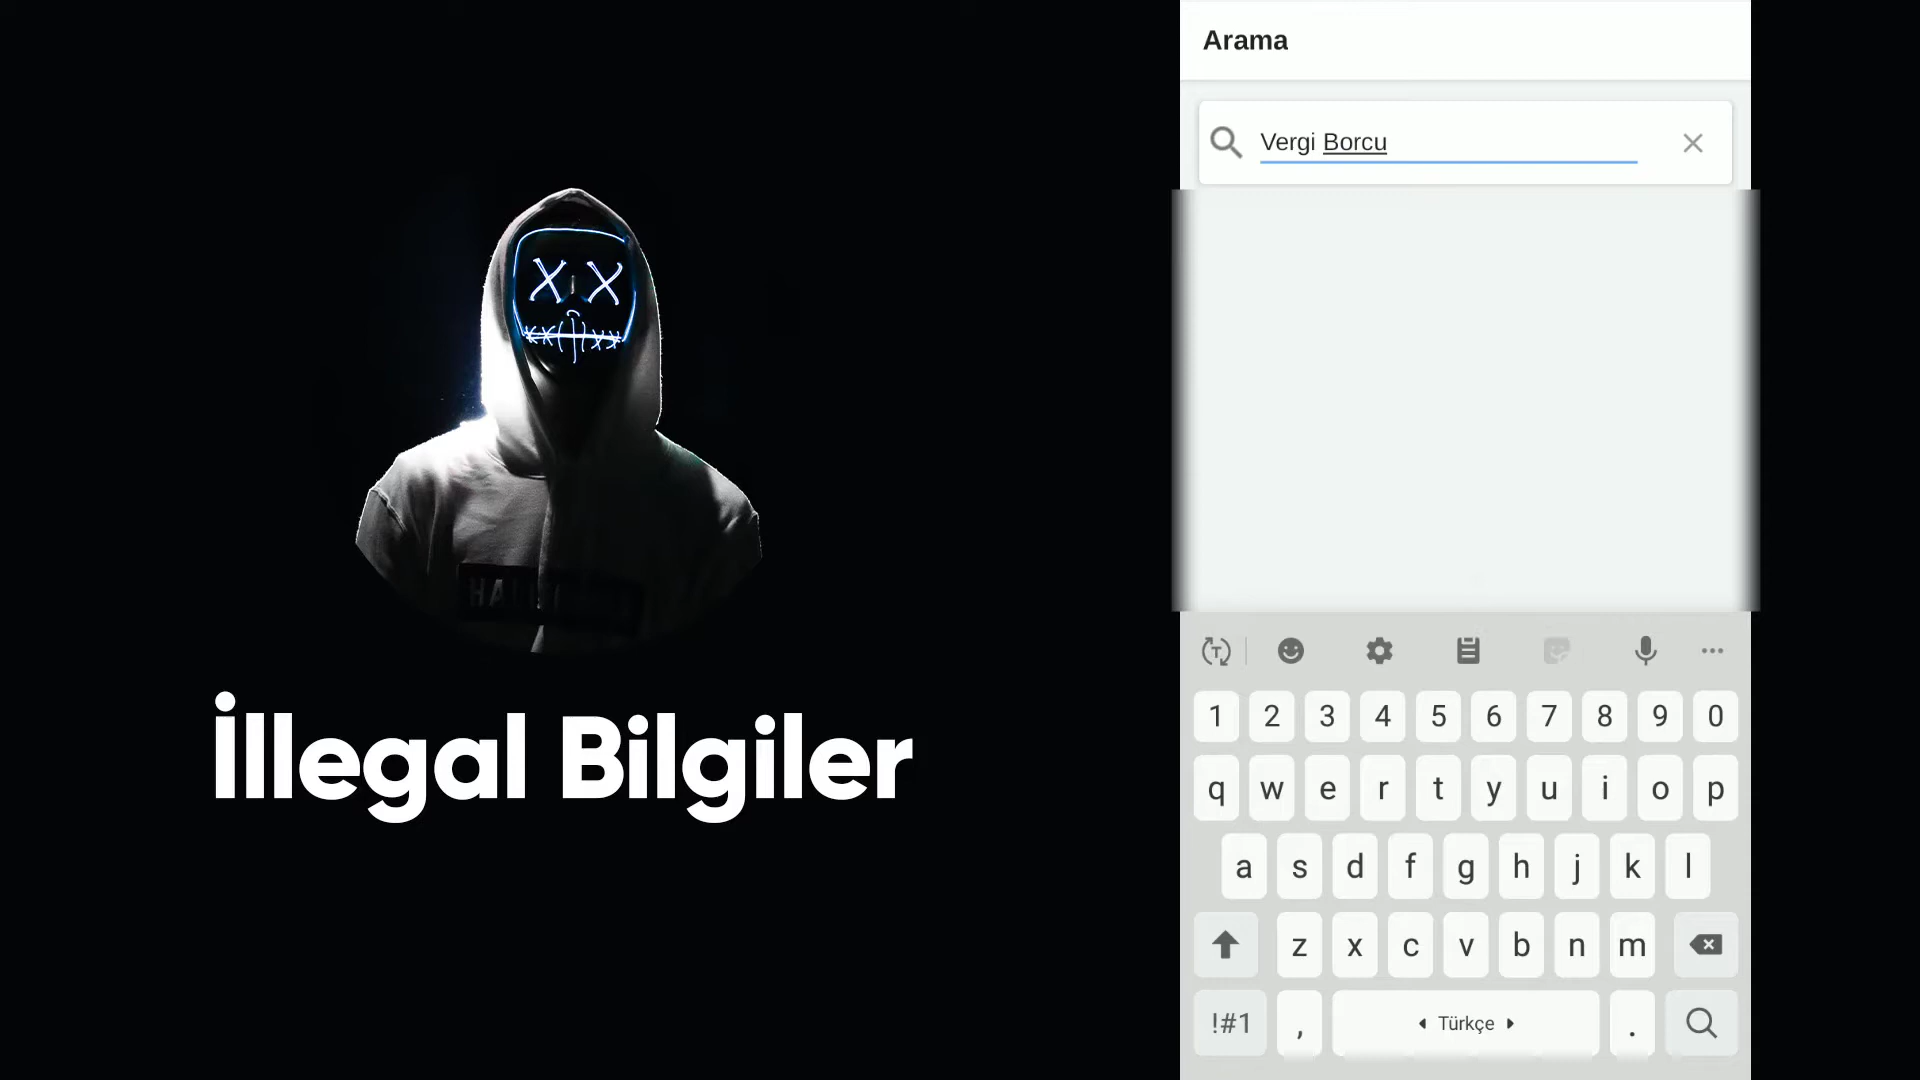 İllegal Bilgiler
Arama
Vergi Borcu
1 2 3 4 5 6 7 8 9 0
q w e r t y u i o p
a s d f g h j k l
z x c v b n m
!#1 , Türkçe .